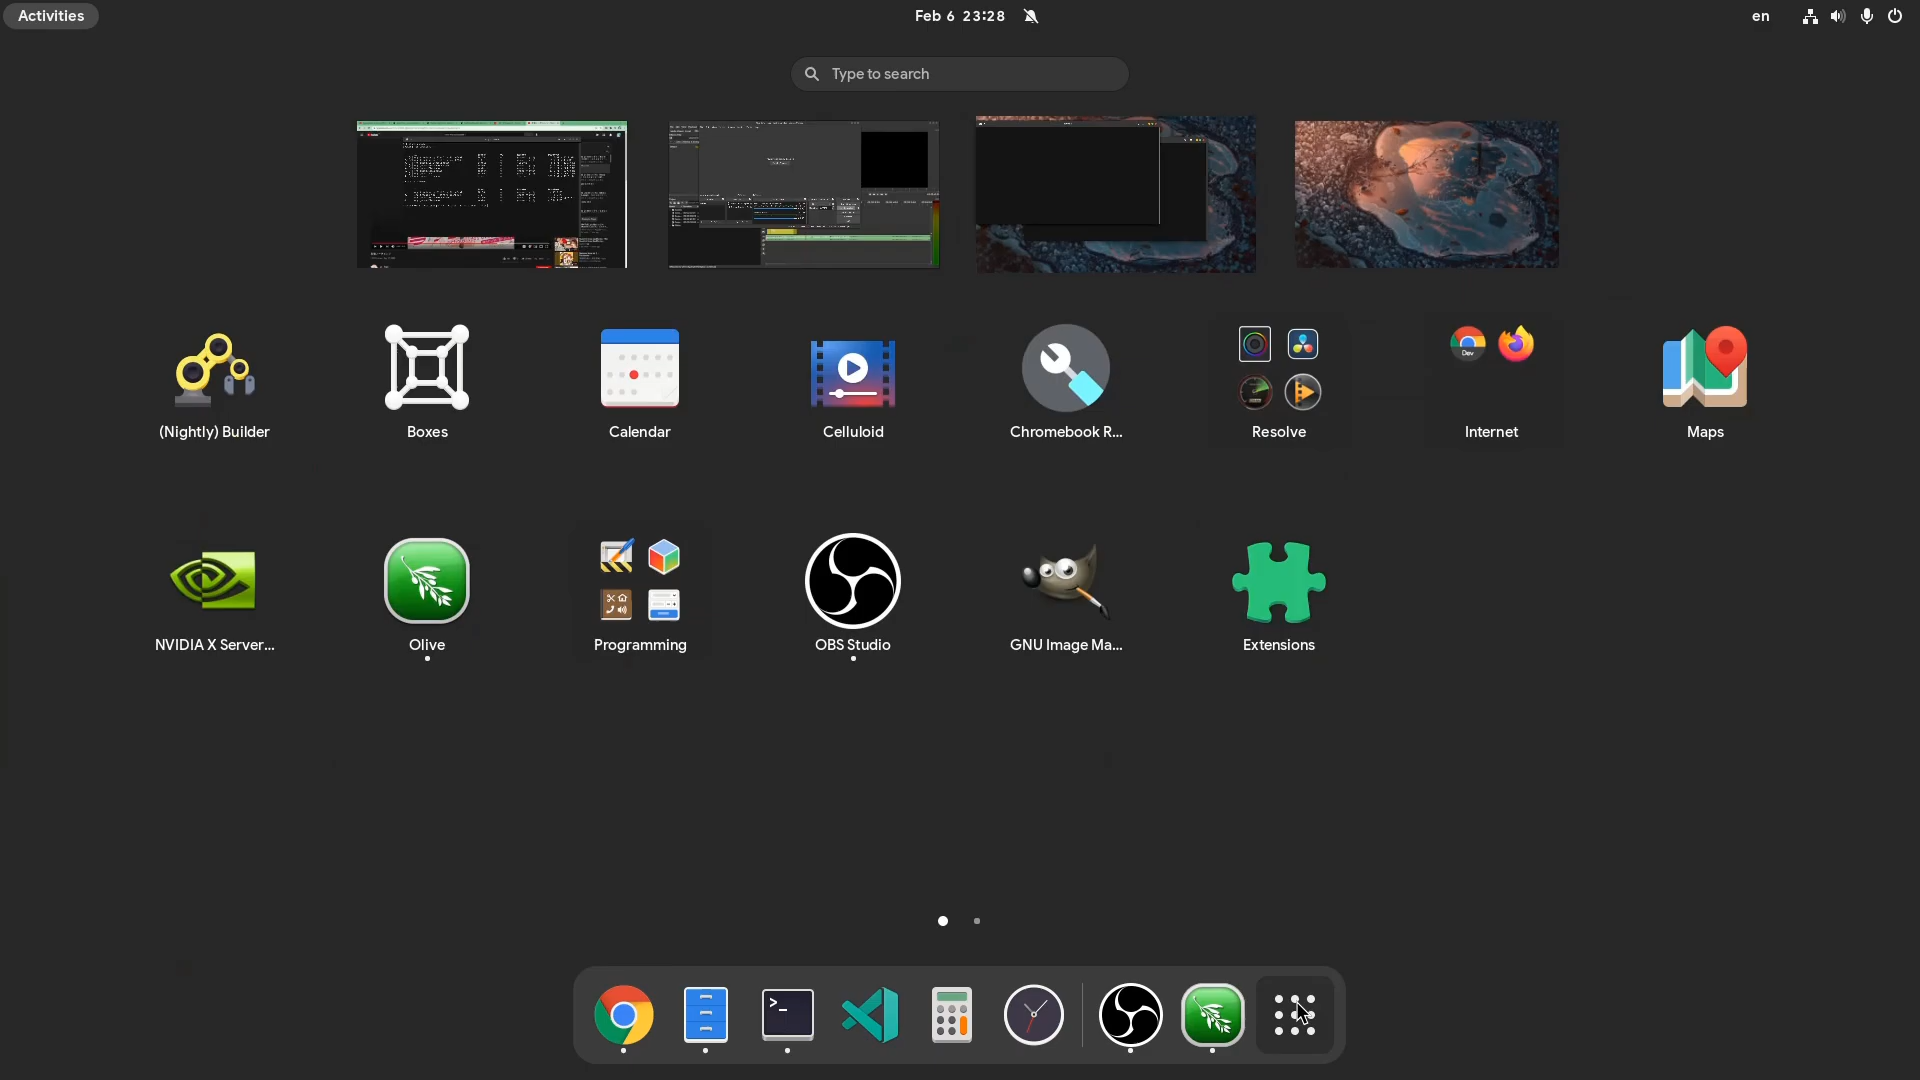 Activities
Feb 6 23:28
en
Type to search
(Nightly) Builder
Boxes
Calendar
Celluloid
Chromebook R...
Dev
Resolve
Internet
Maps
NVIDIA X Server...
Olive
Programming
OBS Studio
GNU Image Ma...
Extensions
>_